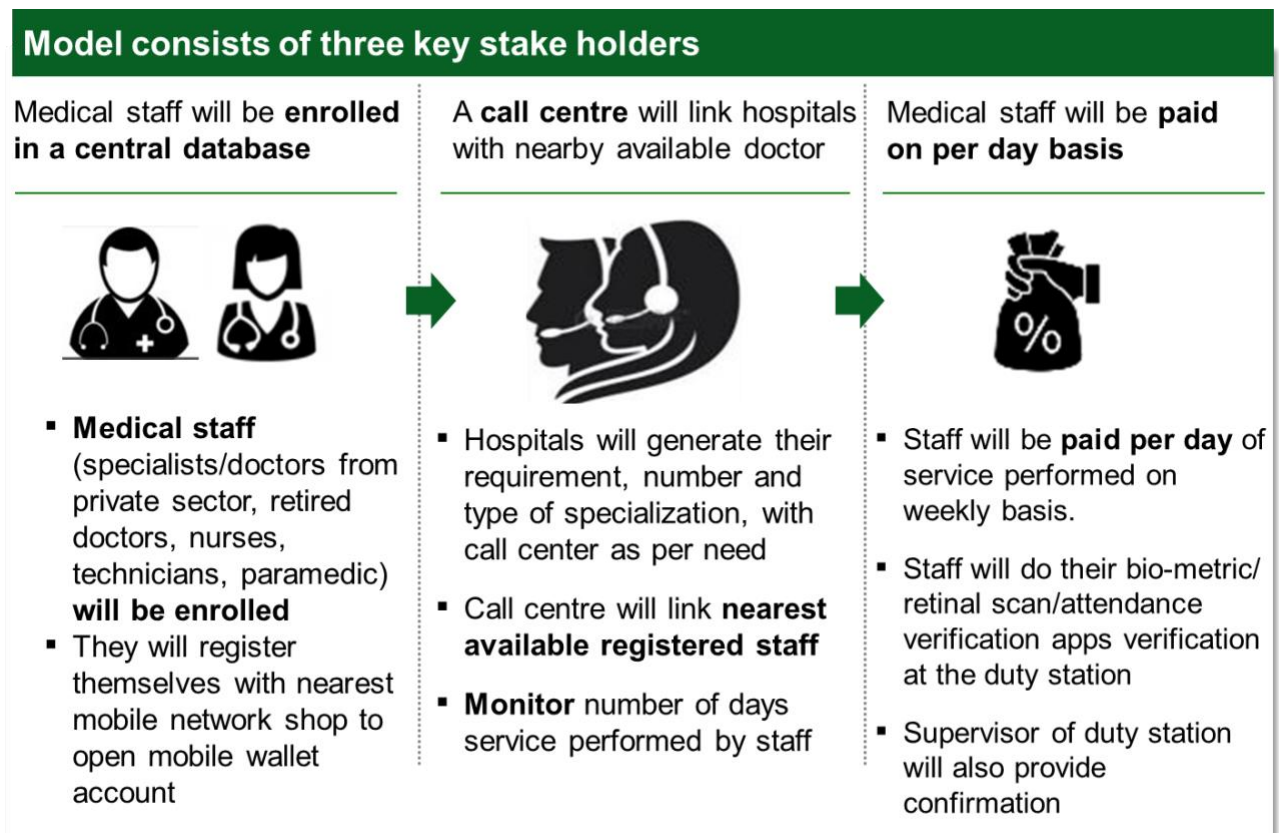 Model consists of three key stake holders
Medical staff will be enrolled
in a central database
▪ Medical staff
(specialists/doctors from
private sector, retired
doctors, nurses,
technicians, paramedic)
will be enrolled
▪ They will register
themselves with nearest
mobile network shop to
open mobile wallet
account
A call centre will link hospitals
with nearby available doctor
▪ Hospitals will generate their
requirement, number and
type of specialization, with
call center as per need
▪ Call centre will link nearest
available registered staff
▪ Monitor number of days
service performed by staff
Medical staff will be paid
on per day basis
%
▪ Staff will be paid per day of
service performed on
weekly basis.
▪ Staff will do their bio-metric/
retinal scan/attendance
verification apps verification
at the duty station
▪ Supervisor of duty station
will also provide
confirmation